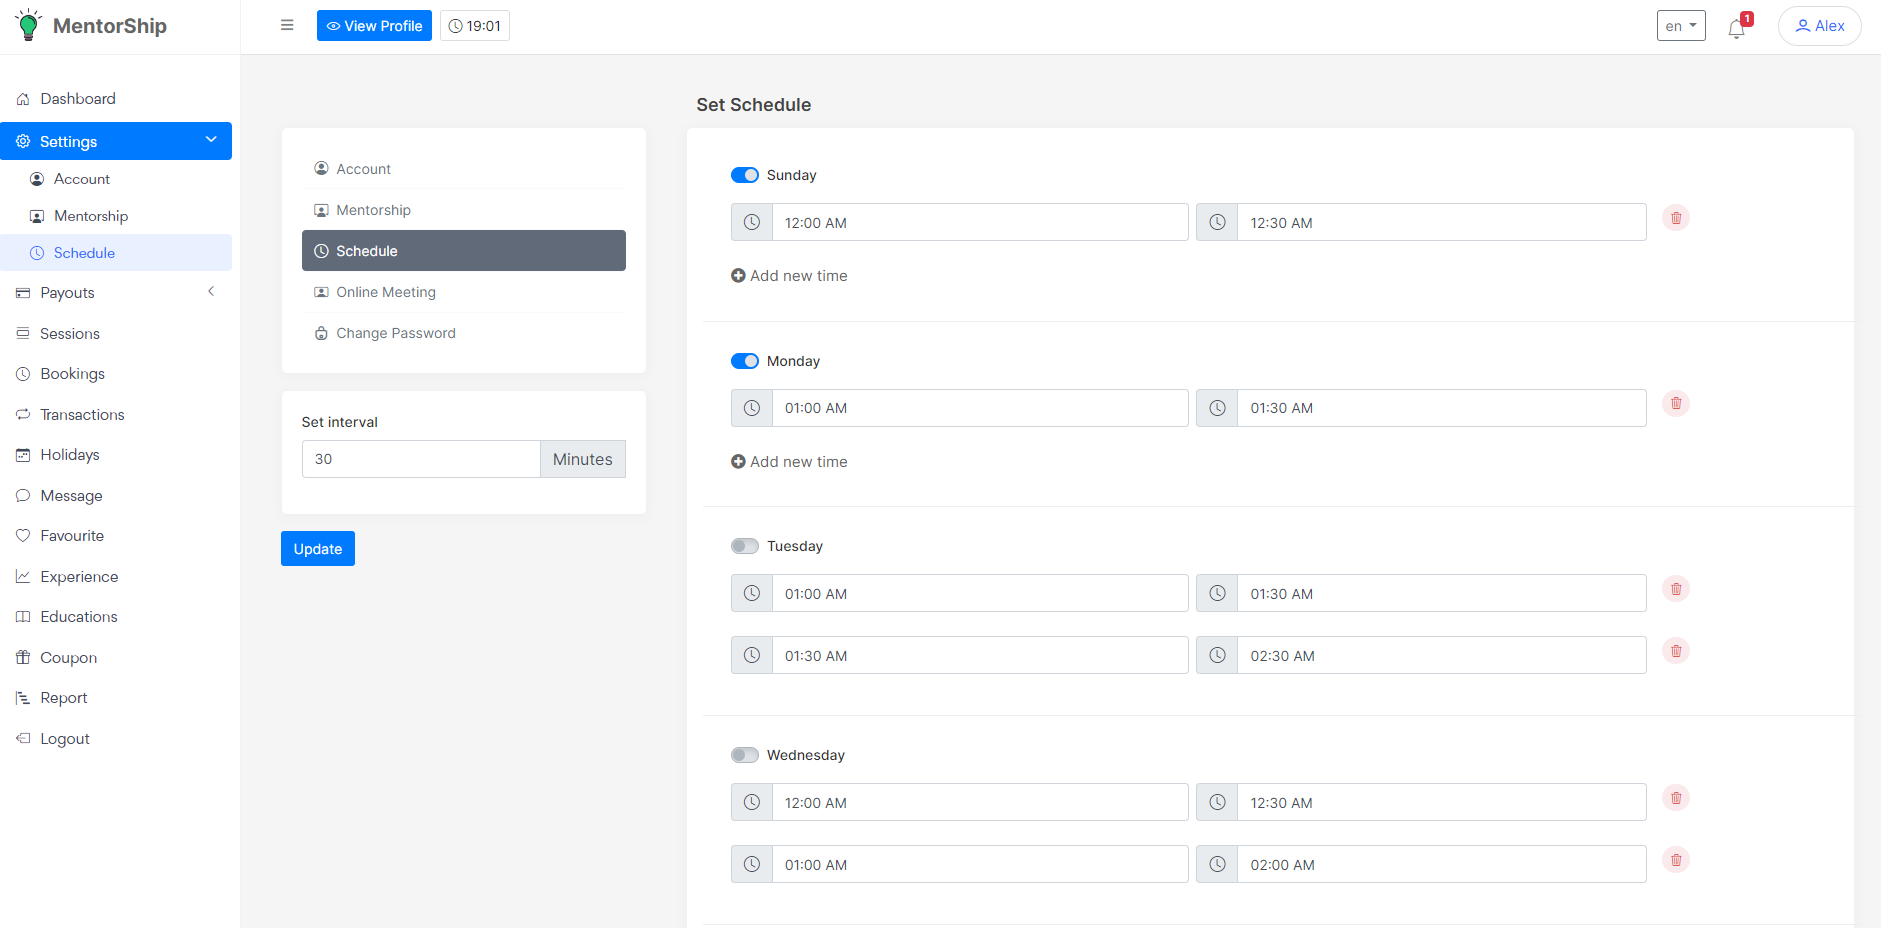 MentorShip
View Profile
19:01
en
1
Alex
Dashboard
Settings
Account
Mentorship
Schedule
Payouts
Sessions
Bookings
Transactions
Holidays
Message
Favourite
Experience
Educations
Coupon
Report
Logout
Account
Mentorship
Schedule
Online Meeting
Change Password
Set interval
30 Minutes
Update
Set Schedule
Sunday
12:00 AM 12:30 AM
Add new time
Monday
01:00 AM 01:30 AM
Add new time
Tuesday
01:00 AM 01:30 AM
01:30 AM 02:30 AM
Wednesday
12:00 AM 12:30 AM
01:00 AM 02:00 AM